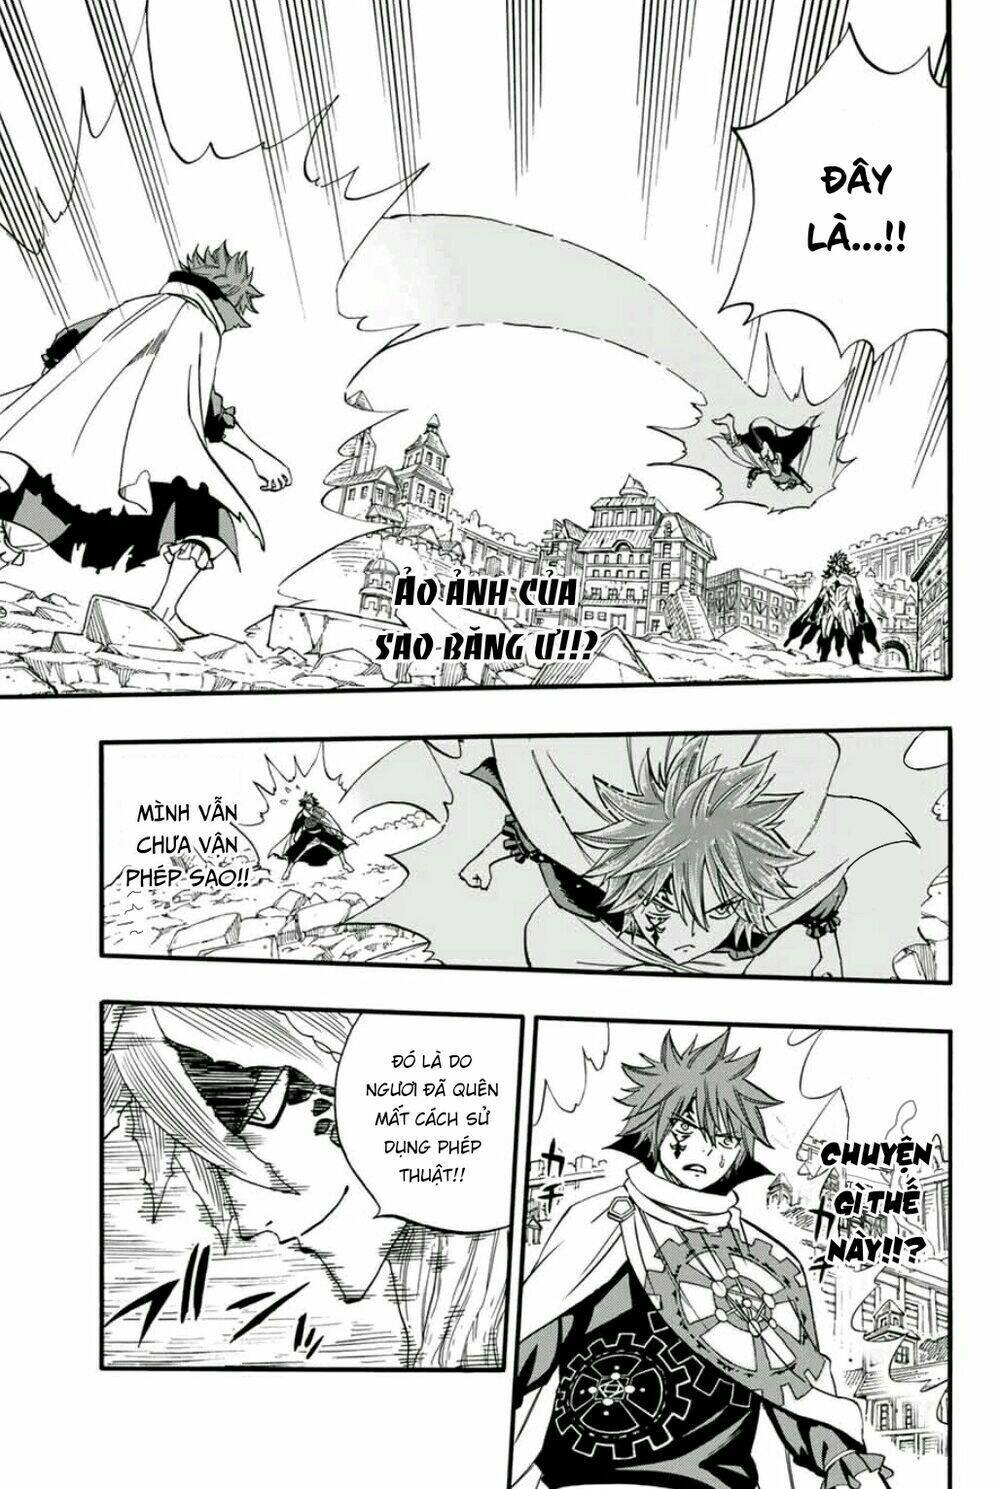 ĐÂY
LÀ...!!
ẢO ẢNH CỦA
SAO BĂNG Ư!!?
MÌNH VẪN
CHƯA VẬN
PHÉP SAO!!
CHUYỆN
GÌ THẾ
NÀY!!?
ĐÓ LÀ DO
NGƯƠI ĐÃ QUÊN
MẤT CÁCH SỬ
DỤNG PHÉP
THUẬT!!